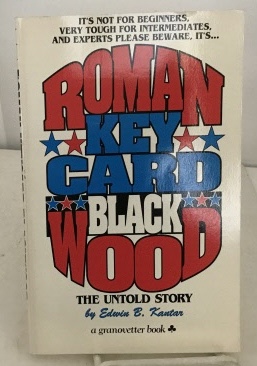 IT'S NOT FOR BEGINNERS,
VERY TOUGH FOR INTERMEDIATES,
AND EXPERTS PLEASE BEWARE, IT'S...
ROMAN
KEY
CARD
BLACK
WOOD
THE UNTOLD STORY
by Edwin B. Kantar
a granovetter book